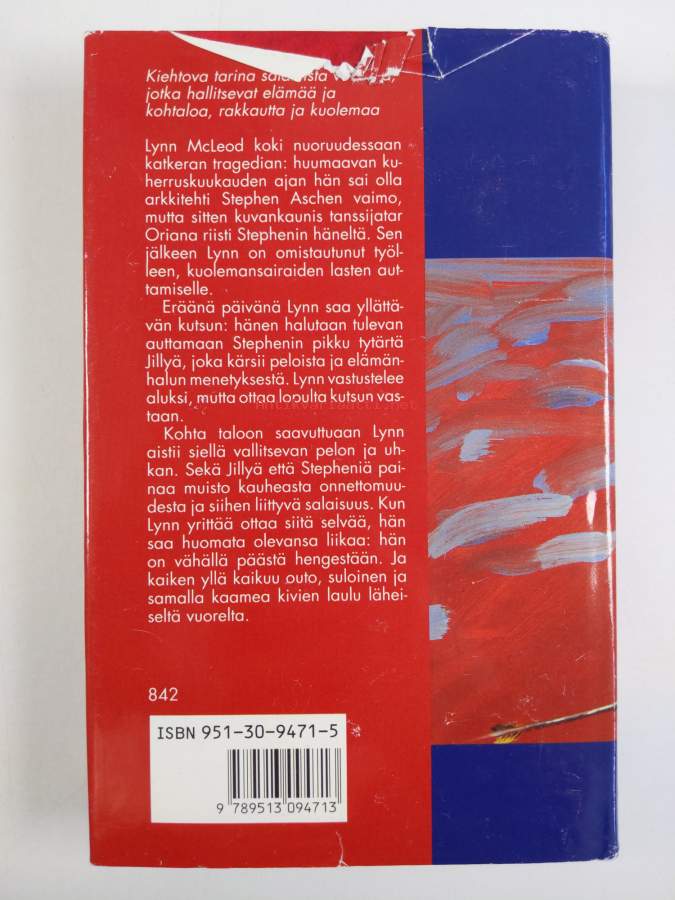 Kiehtova tarina
jotka hallitsevat elämää ja
kohtaloa, rakkautta ja kuolemaa
Lynn McLeod koki nuoruudessaan
katkeran tragedian: huumaavan ku-
herruskuukauden ajan hän sai olla
arkkitehti Stephen Aschen vaimo,
mutta sitten kuvankaunis tanssijatar
Oriana riisti Stephenin häneltä. Sen
jälkeen Lynn on omistautunut työl-
leen, kuolemansairaiden lasten aut-
tamiselle.
Eräänä päivänä Lynn saa yllättä-
vän kutsun: hänen halutaan tulevan
auttamaan Stephenin pikku tytärtä
Jillyä, joka kärsii peloista ja elämän-
halun menetyksestä. Lynn vastustelee
aluksi, mutta ottaa lopulta kutsun vas-
taan.
antikvariaatti.net
Kohta taloon saavuttuaan Lynn
aistii siellä vallitsevan pelon ja uh-
kan. Sekä Jillyä että Stepheniä pai-
naa muisto kauheasta onnettomuu-
desta ja siihen liittyvä salaisuus. Kun
Lynn yrittää ottaa siitä selvää, hän
saa huomata olevansa liikaa: hän
on vähällä päästä hengestään. Ja
kaiken yllä kaikuu outo, suloinen ja
samalla kaamea kivien laulu lähei-
seltä vuorelta.
842
ISBN 951-30-9471-5
9 789513 094713